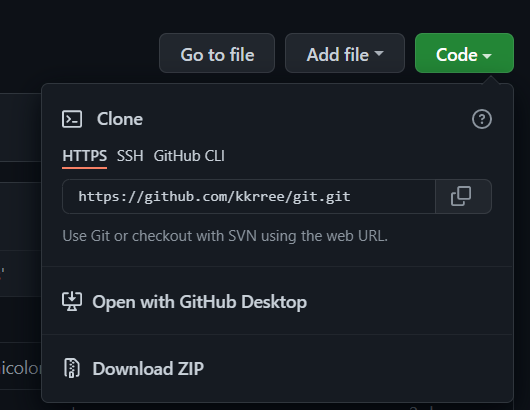 Go to file Add file Code
Clone
HTTPS SSH GitHub CLI
https://github.com/kkrree/git.git
Use Git or checkout with SVN using the web URL.
Open with GitHub Desktop
Download ZIP